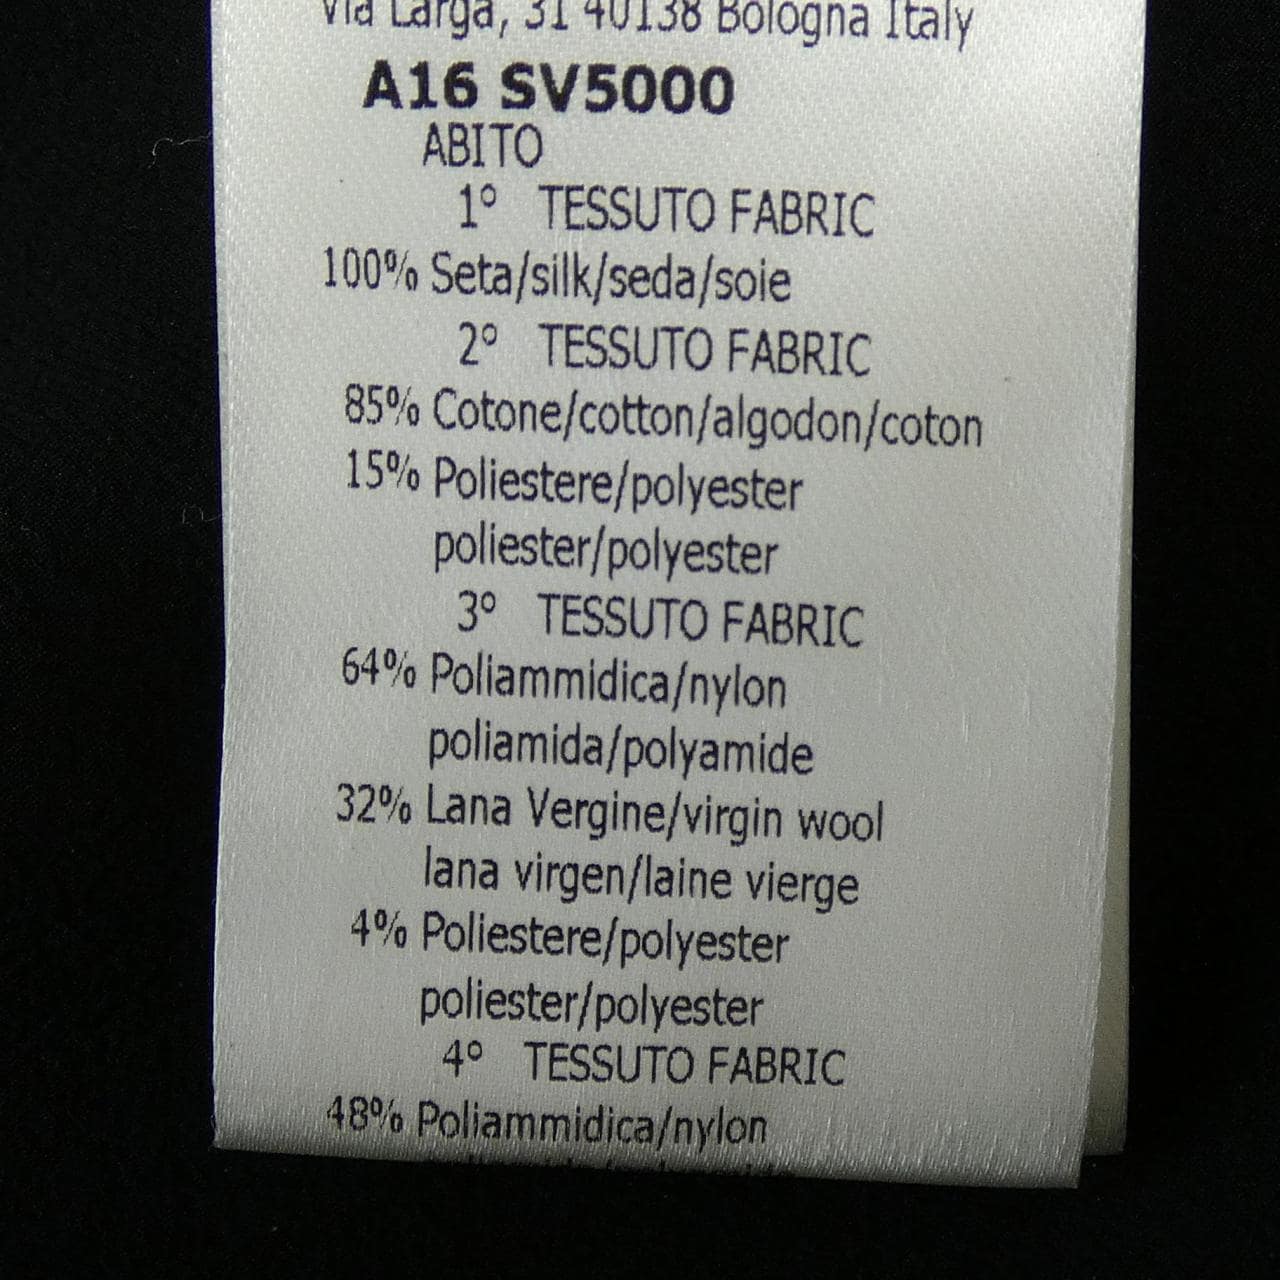 Via Larga, 31 40138 Bologna Italy
A16 SV5000
ABITO
1° TESSUTO FABRIC
100% Seta/silk/seda/soie
2° TESSUTO FABRIC
85% Cotone/cotton/algodon/coton
15% Poliestere/polyester
poliester/polyester
3° TESSUTO FABRIC
64% Poliammidica/nylon
poliamida/polyamide
32% Lana Vergine/virgin wool
lana virgen/laine vierge
4% Poliestere/polyester
poliester/polyester
4° TESSUTO FABRIC
48% Poliammidica/nylon